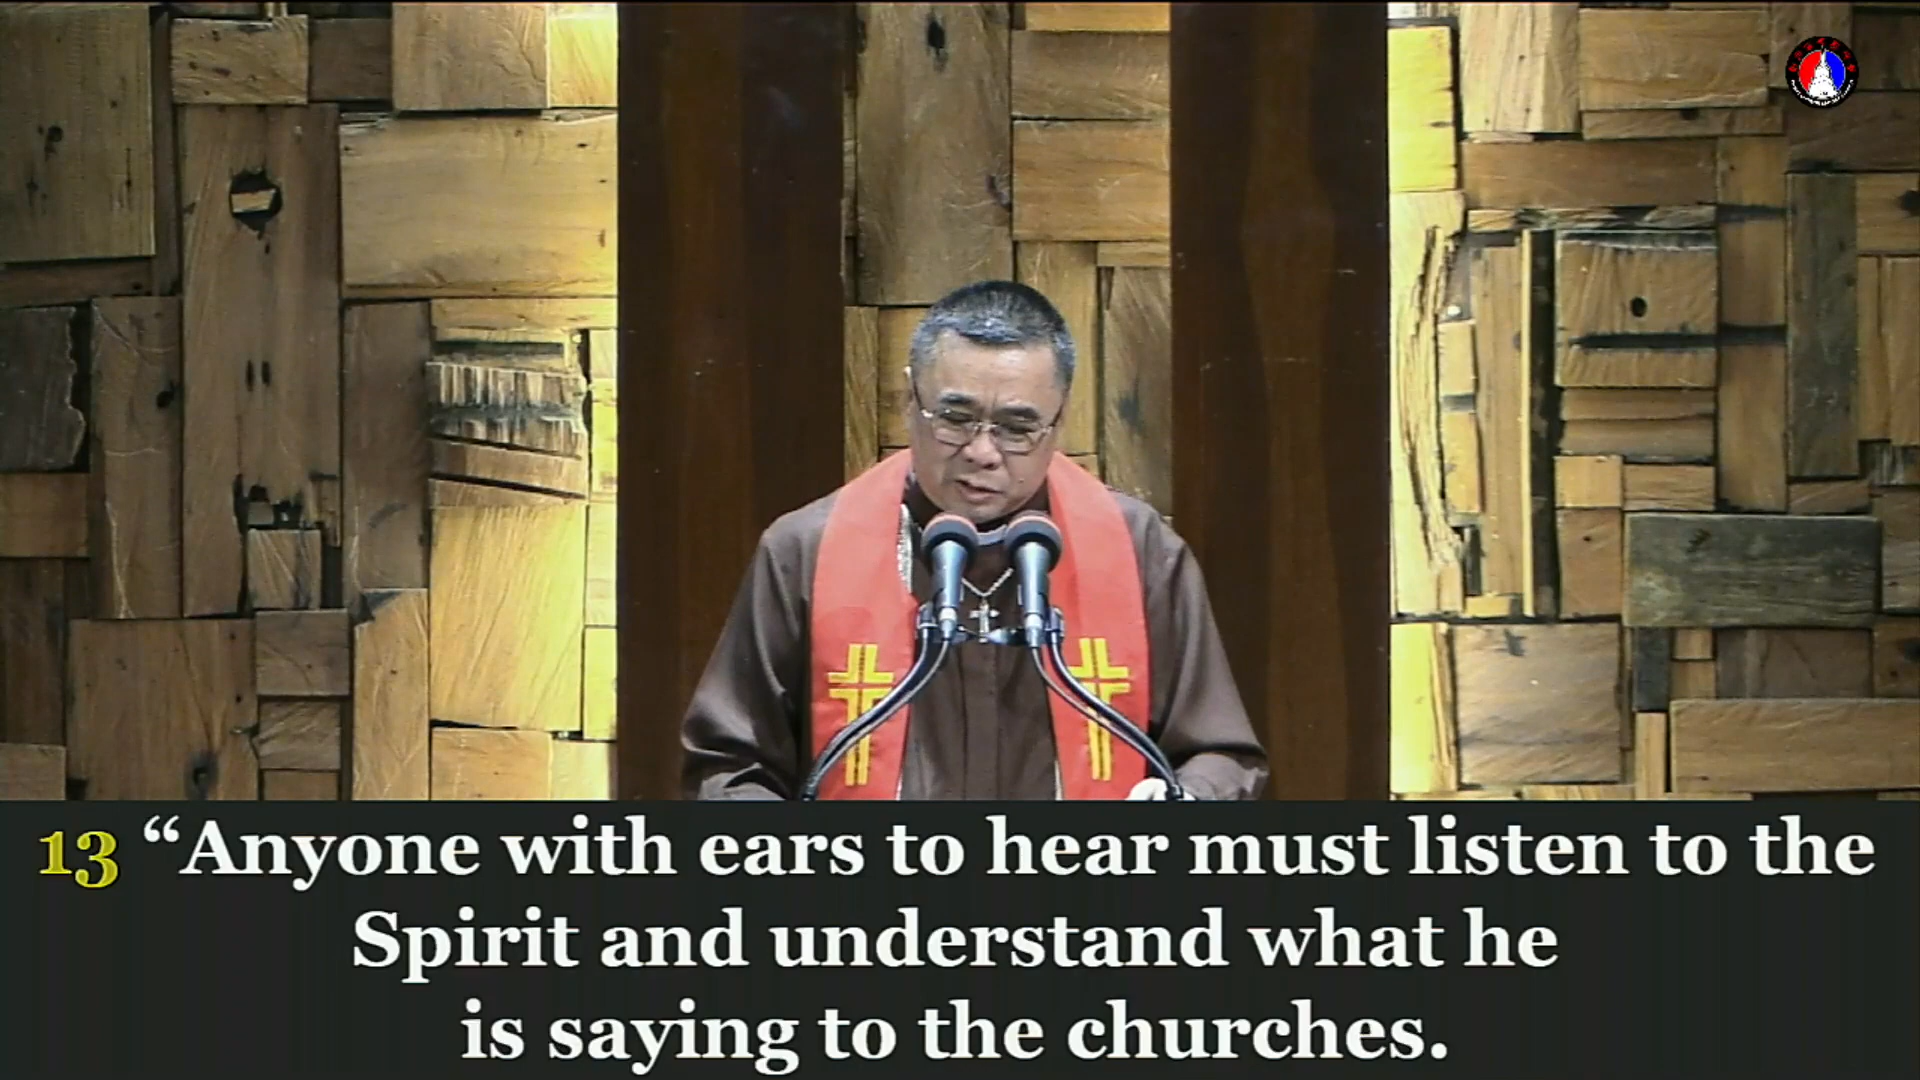 13 “Anyone with ears to hear must listen to the
Spirit and understand what he
is saying to the churches.